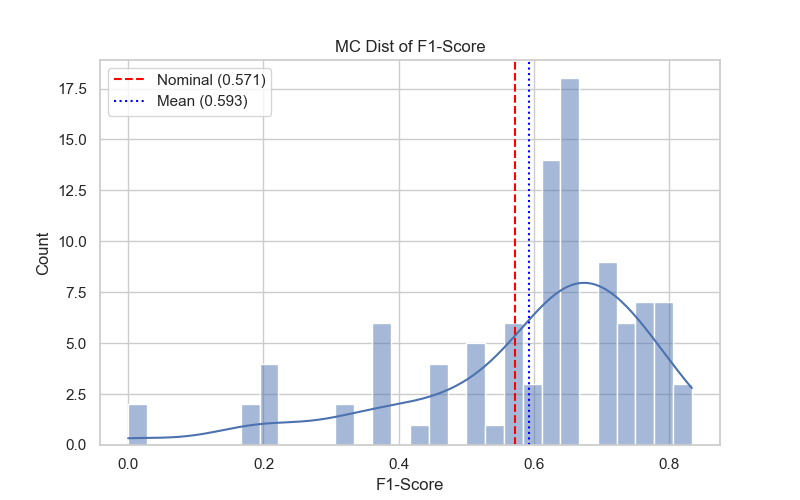 MC Dist of F1-Score
Nominal (0.571)
Mean (0.593)
Count
17.5
15.0
12.5
10.0
7.5
5.0
2.5
0.0
0.0 0.2 0.4 0.6 0.8
F1-Score